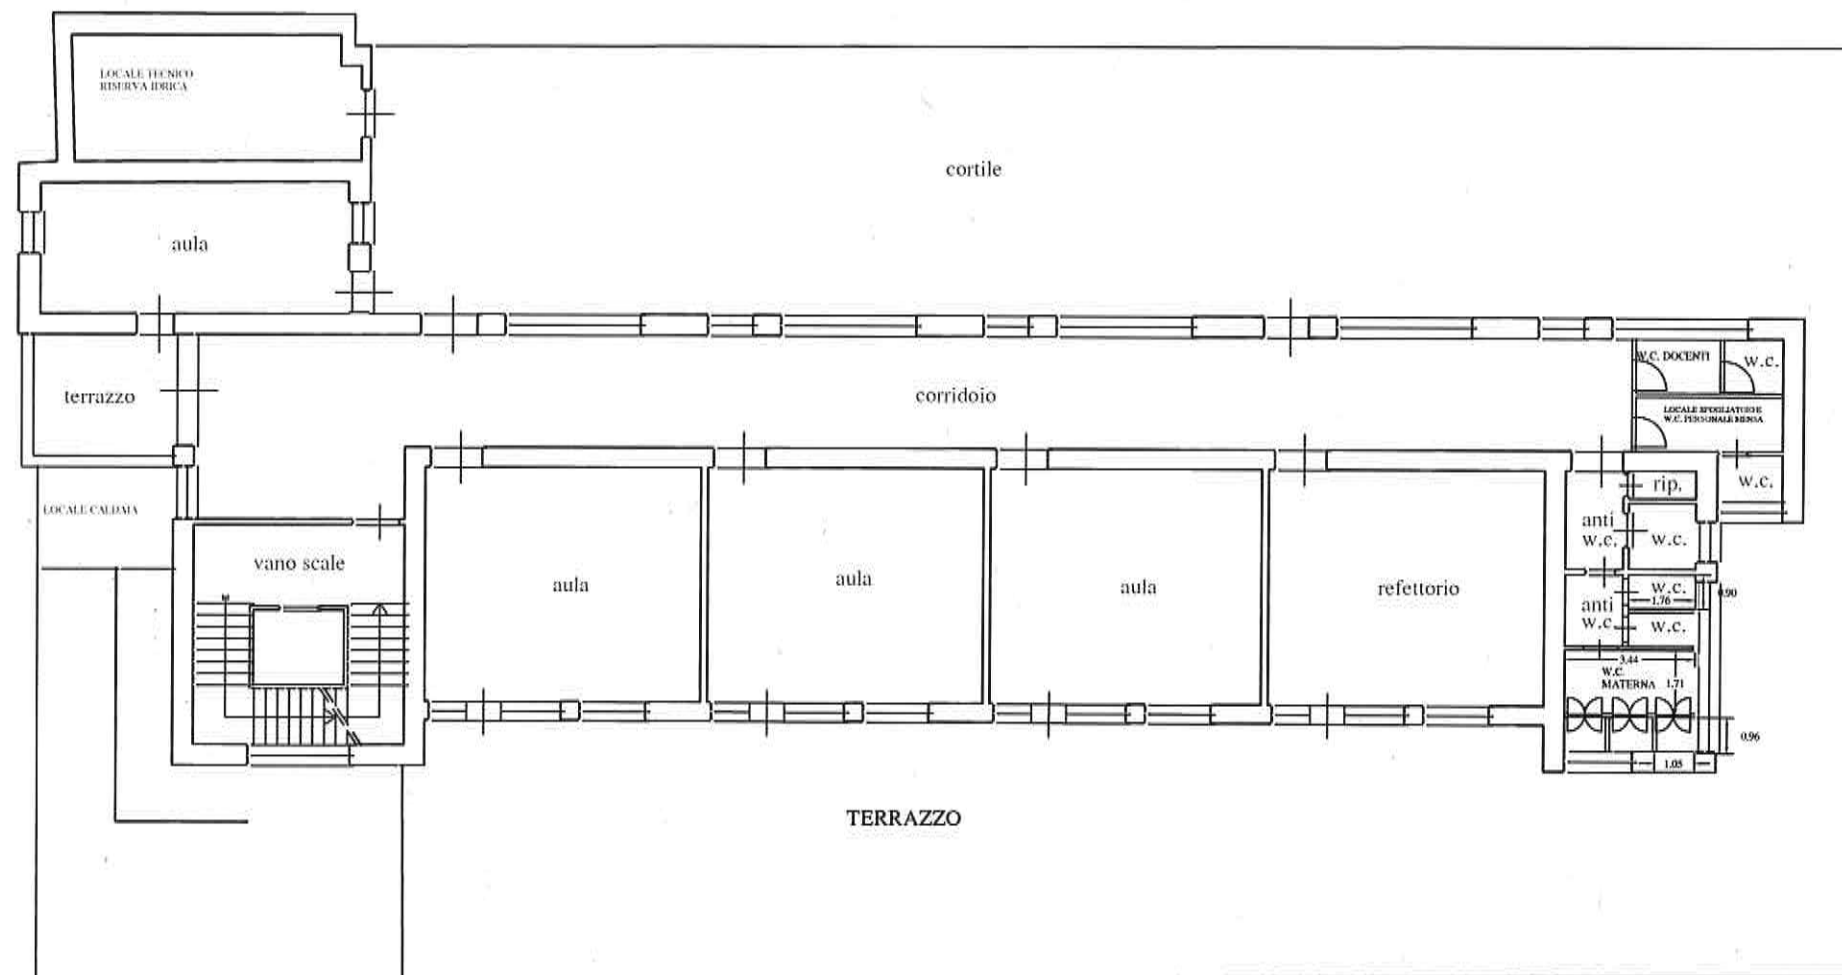 LOCALE TECNICO
RISERVA IDRICA
cortile
aula
W.C. DOCENTI
w.c.
terrazzo
corridoio
LOCALE SPOGLIATOIO E
W.C. PERSONALE MENSA
LOCALE CALDAIA
rip.
w.c.
anti
w.c.
w.c.
vano scale
aula
aula
aula
refettorio
w.c.
1.76
0.90
anti
w.c.
w.c.
3.44
W.C.
MATERNA
1.71
0.96
1.05
TERRAZZO